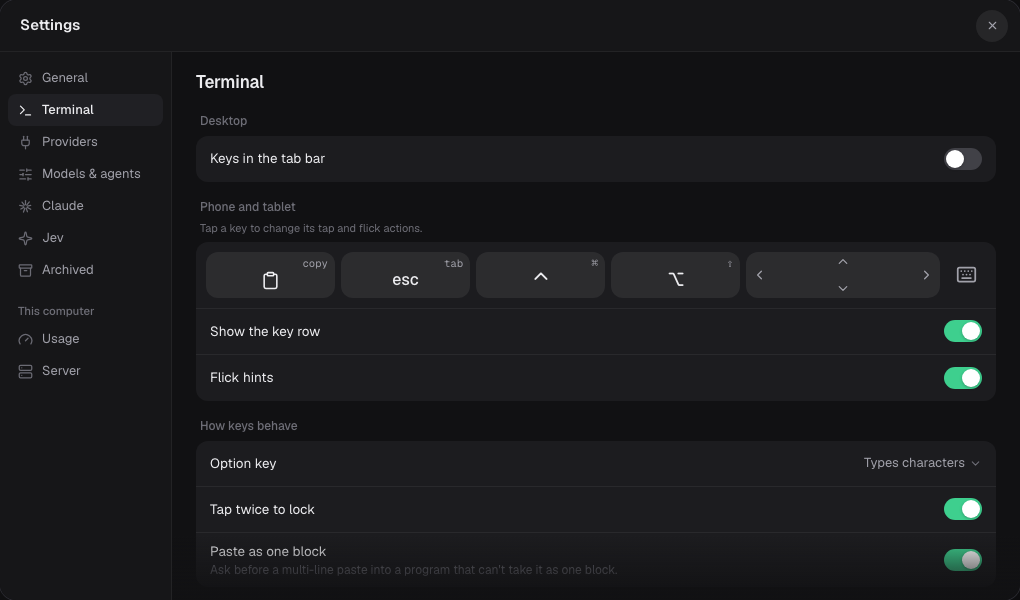 Settings
General
Terminal
Providers
Models & agents
Claude
Jev
Archived
This computer
Usage
Server
Terminal
Desktop
Keys in the tab bar
Phone and tablet
Tap a key to change its tap and flick actions.
copy
esc tab
⌘
⌥ ⇧
Show the key row
Flick hints
How keys behave
Option key Types characters
Tap twice to lock
Paste as one block
Ask before a multi-line paste into a program that can't take it as one block.